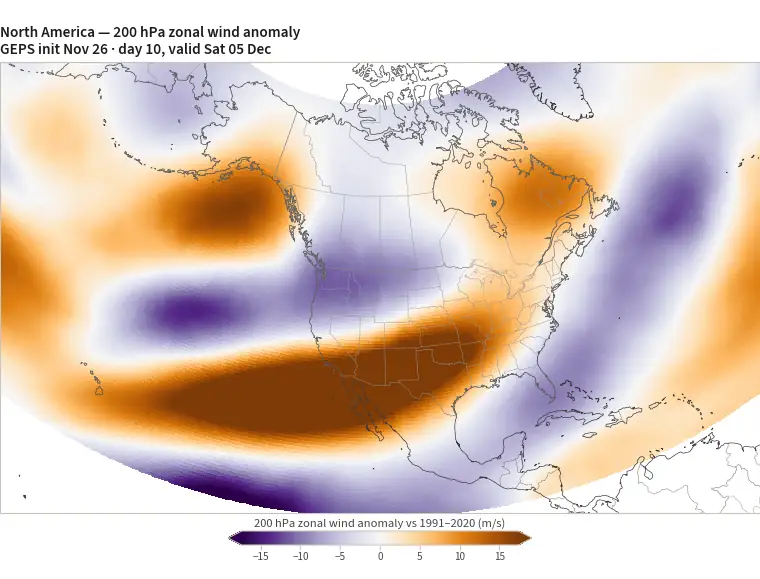 North America — 200 hPa zonal wind anomaly
GEPS init Nov 26 · day 10, valid Sat 05 Dec
200 hPa zonal wind anomaly vs 1991–2020 (m/s)
−15 −10 −5 0 5 10 15